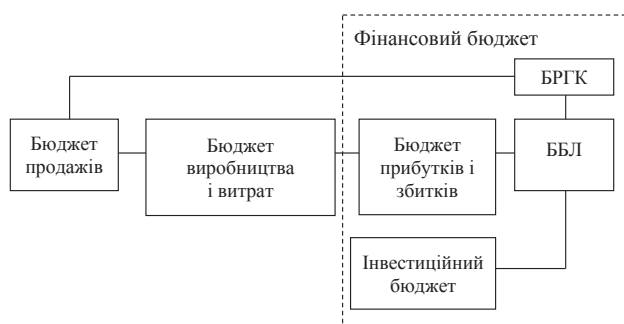 Фінансовий бюджет
БРГК
Бюджет
продажів
Бюджет
виробництва
і витрат
Бюджет
прибутків і
збитків
ББЛ
Інвестиційний
бюджет